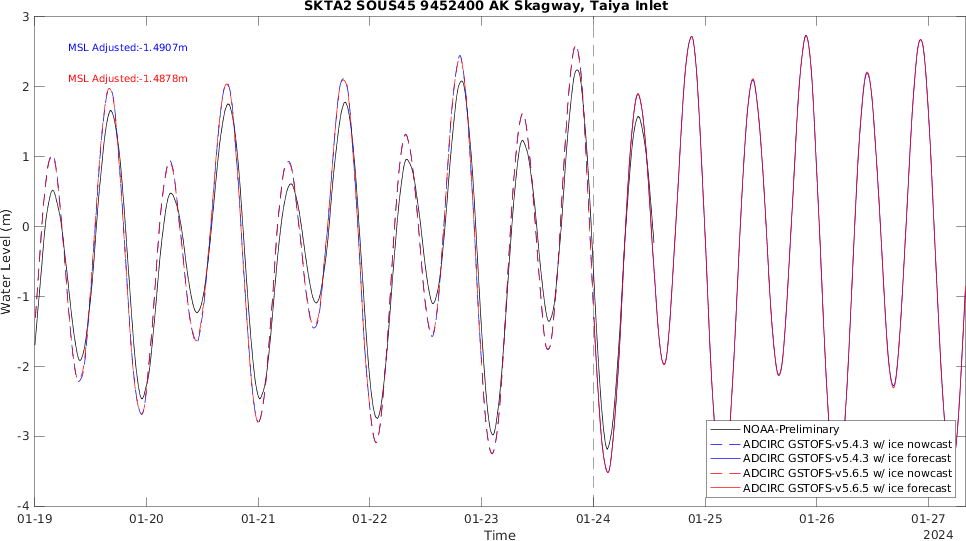 SKTA2 SOUS45 9452400 AK Skagway, Taiya Inlet
MSL Adjusted:-1.4907m
MSL Adjusted:-1.4878m
Water Level (m)
3
2
1
0
-1
-2
-3
-4
NOAA-Preliminary
ADCIRC GSTOFS-v5.4.3 w/ ice nowcast
ADCIRC GSTOFS-v5.4.3 w/ ice forecast
ADCIRC GSTOFS-v5.6.5 w/ ice nowcast
ADCIRC GSTOFS-v5.6.5 w/ ice forecast
01-19 01-20 01-21 01-22 01-23 01-24 01-25 01-26 01-27
Time
2024